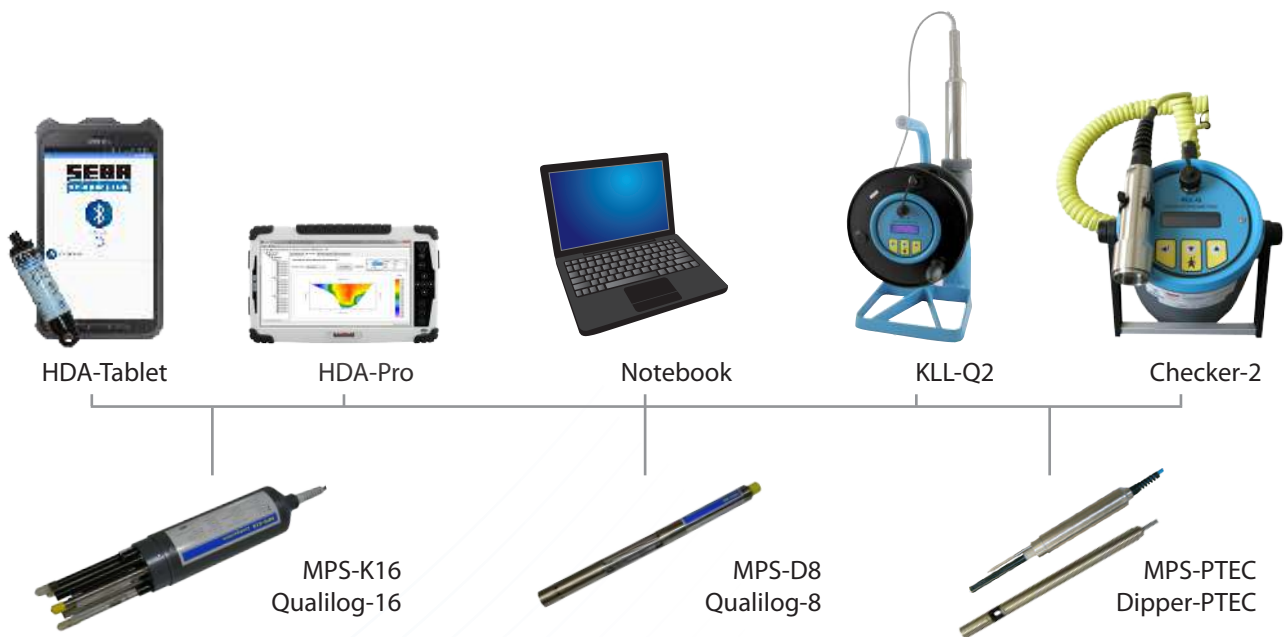 SEBA
HDA-Tablet
HDA-Pro
Notebook
KLL-Q2
Checker-2
MPS-K16
Qualilog-16
MPS-D8
Qualilog-8
MPS-PTEC
Dipper-PTEC